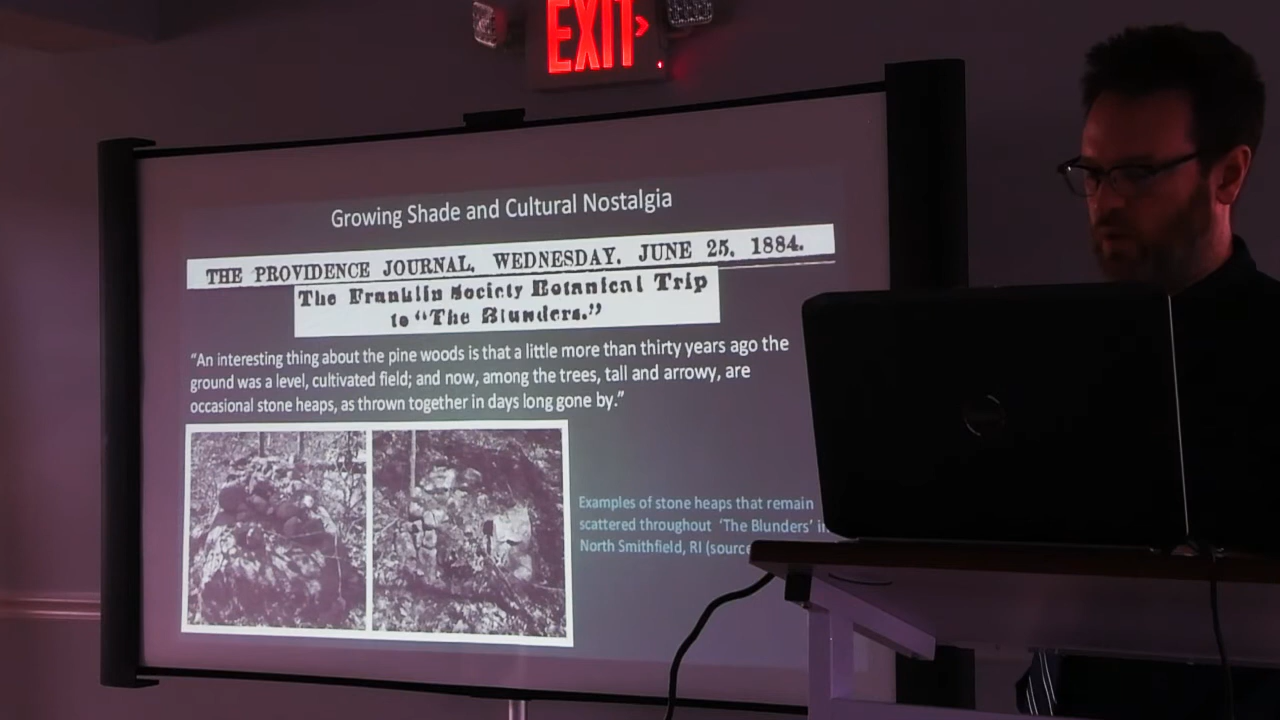 EXIT
Growing Shade and Cultural Nostalgia
THE PROVIDENCE JOURNAL, WEDNESDAY, JUNE 25, 1884.
The Franklin Society Botanical Trip
to "The Blunders."
"An interesting thing about the pine woods is that a little more than thirty years ago the
ground was a level, cultivated field; and now, among the trees, tall and arrowy, are
occasional stone heaps, as thrown together in days long gone by."
Examples of stone heaps that remain
scattered throughout 'The Blunders'
North Smithfield, RI (source